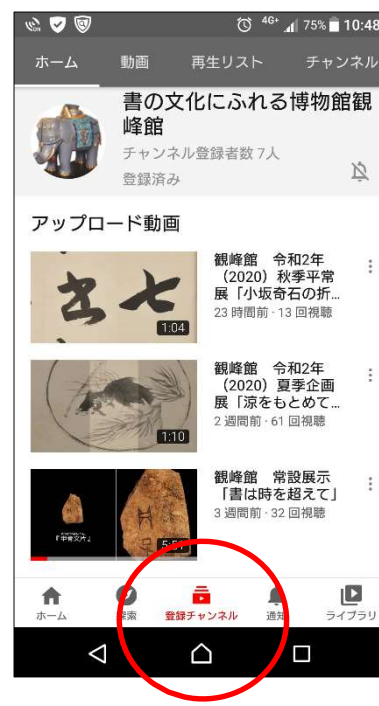 4G+ 75% 10:48
ホーム 動画 再生リスト チャンネル
書の文化にふれる博物館観
峰館
チャンネル登録者数 7人
登録済み
アップロード動画
観峰館 令和2年
（2020）秋季平常
展「小坂奇石の折...
23 時間前・13 回視聴
1:04
観峰館 令和2年
（2020）夏季企画
展「涼をもとめて...
2 週間前・61 回視聴
1:10
観峰館 常設展示
「書は時を超えて」
3 週間前・32 回視聴
5:51
ホーム 探索 登録チャンネル 通知 ライブラリ